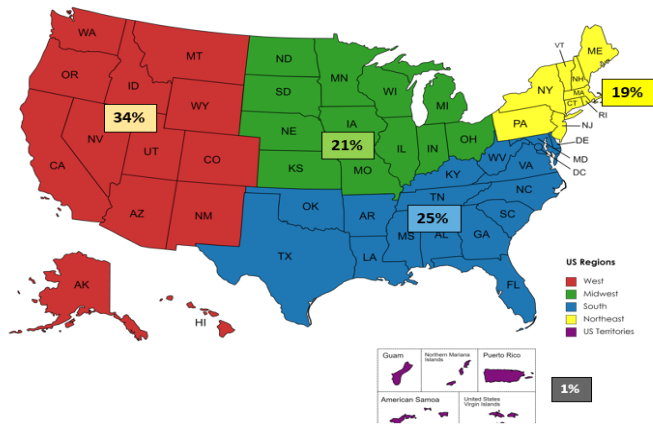 WA
MT
ND
MN
VT
ME
OR
ID
SD
WI
MI
NY
NH
MA
CT
RI
19%
WY
34%
NE
IA
21%
IL
IN
OH
PA
NJ
NV
UT
CO
KS
MO
WV
VA
DE
MD
DC
CA
KY
NC
AZ
NM
OK
AR
TN
25%
SC
TX
LA
MS
AL
GA
FL
AK
HI
US Regions
West
Midwest
South
Northeast
US Territories
Guam
Northern Mariana
Islands
Puerto Rico
1%
American Samoa
United States
Virgin Islands